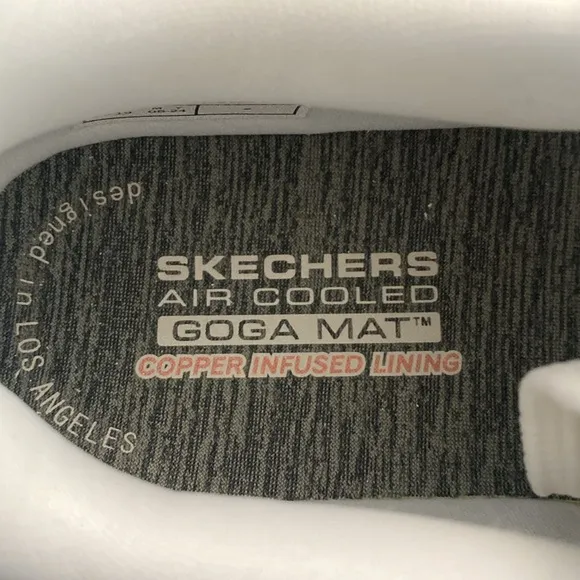 SKECHERS
AIR COOLED
GOGA MAT™
COPPER INFUSED LINING
designed in LOS ANGELES